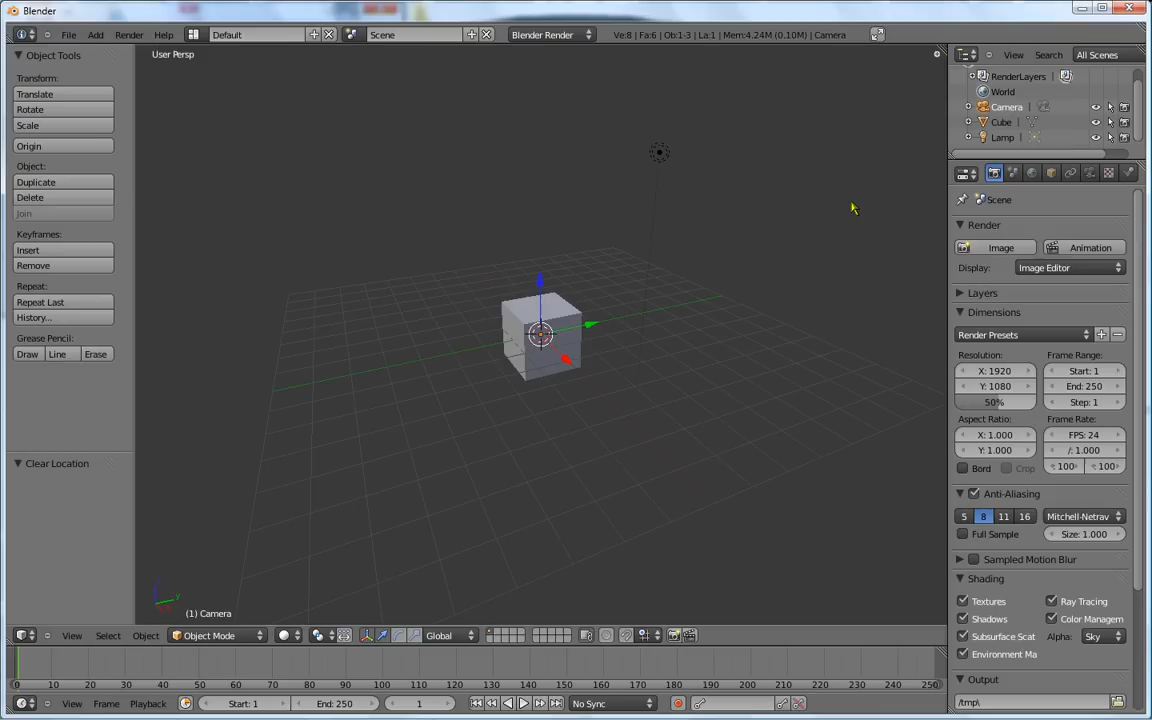 Blender
File Add Render Help Default Scene Blender Render Ve:8 | Fa:6 | Ob:1-3 | La:1 | Mem:4.24M (0.10M) | Camera
Object Tools
Transform:
Translate
Rotate
Scale
Origin
Object:
Duplicate
Delete
Join
Keyframes:
Insert
Remove
Repeat:
Repeat Last
History...
Grease Pencil:
Draw Line Erase
Clear Location
User Persp
y
(1) Camera
View Select Object Object Mode Global
View Search All Scenes
RenderLayers
World
Camera
Cube
Lamp
Scene
Render
Image Animation
Display: Image Editor
Layers
Dimensions
Render Presets
Resolution: Frame Range:
X: 1920 Start: 1
Y: 1080 End: 250
50% Step: 1
Aspect Ratio: Frame Rate:
X: 1.000 FPS: 24
Y: 1.000 /: 1.000
Bord Crop : 100 : 100
Anti-Aliasing
5 8 11 16 Mitchell-Netrav
Full Sample Size: 1.000
Sampled Motion Blur
Shading
Textures Ray Tracing
Shadows Color Managem
Subsurface Scat Alpha: Sky
Environment Ma
Output
/tmp\
0 10 20 30 40 50 60 70 80 90 100 110 120 130 140 150 160 170 180 190 200 210 220 230 240 250
View Frame Playback Start: 1 End: 250 1 No Sync